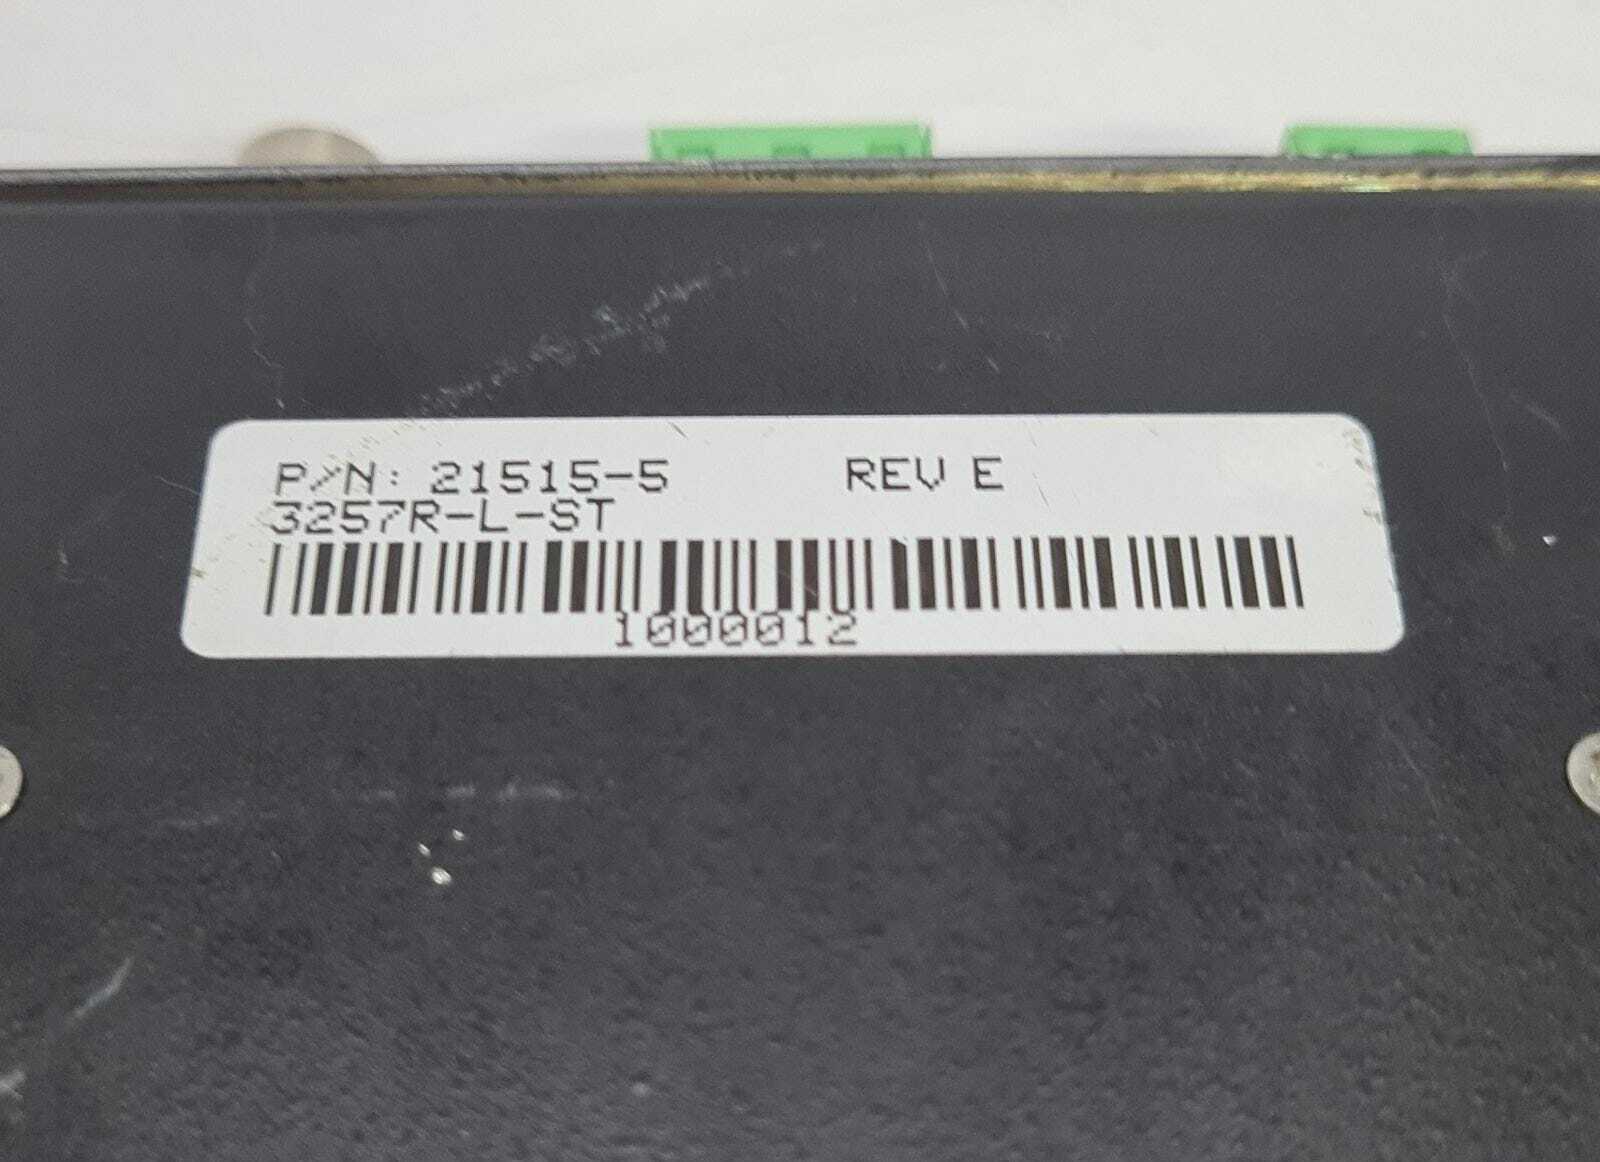 P/N: 21515-5 REV E
3257R-L-ST
1000012